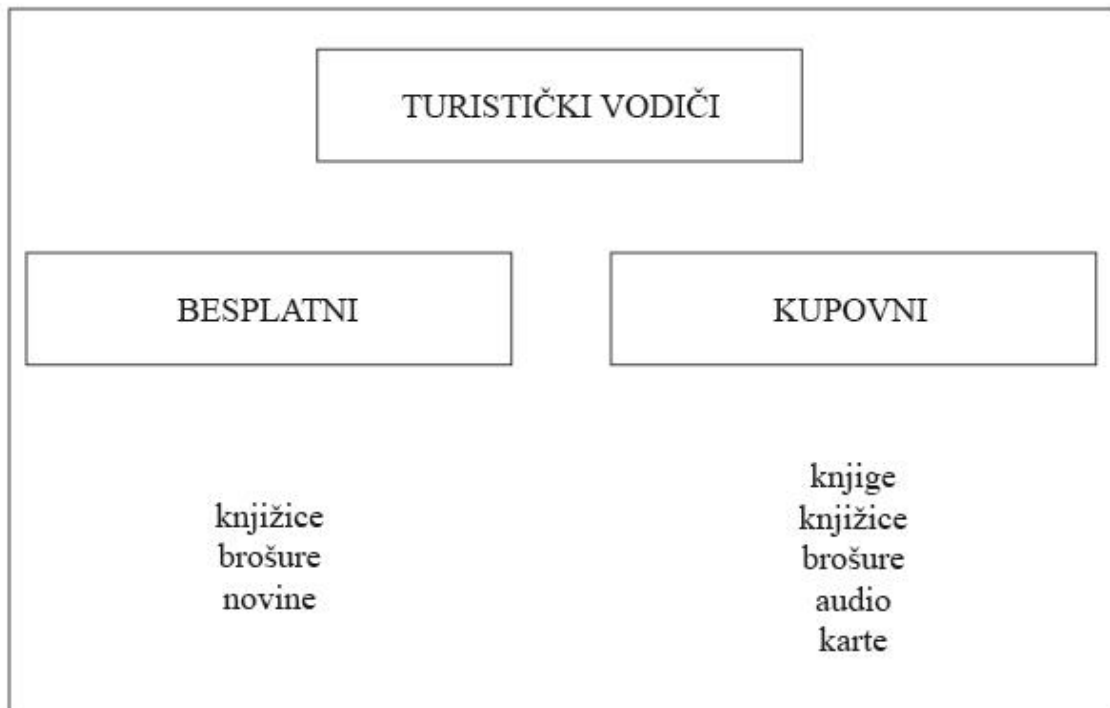 TURISTIČKI VODIČI
BESPLATNI
KUPOVNI
knjižice
brošure
novine
knjige
knjižice
brošure
audio
karte